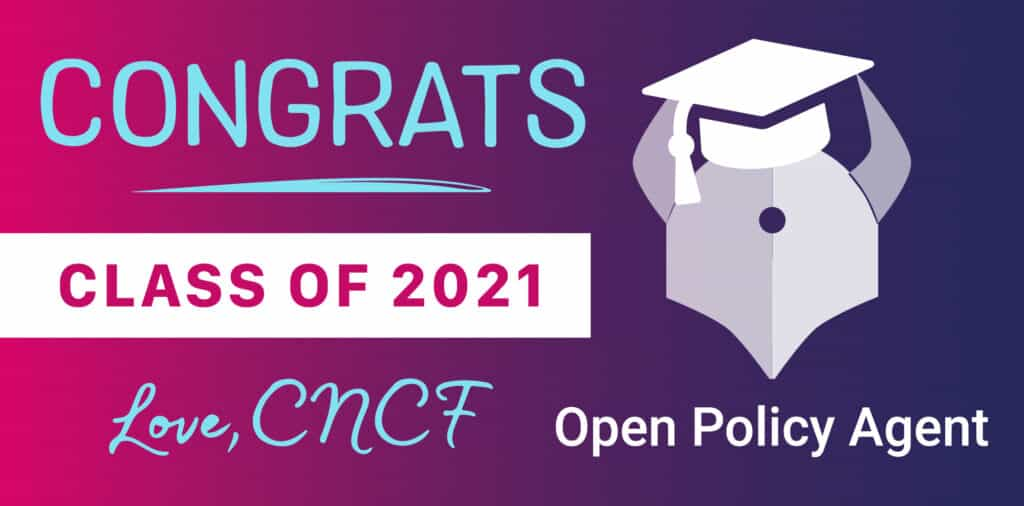 CONGRATS
CLASS OF 2021
Love, CNCF
Open Policy Agent